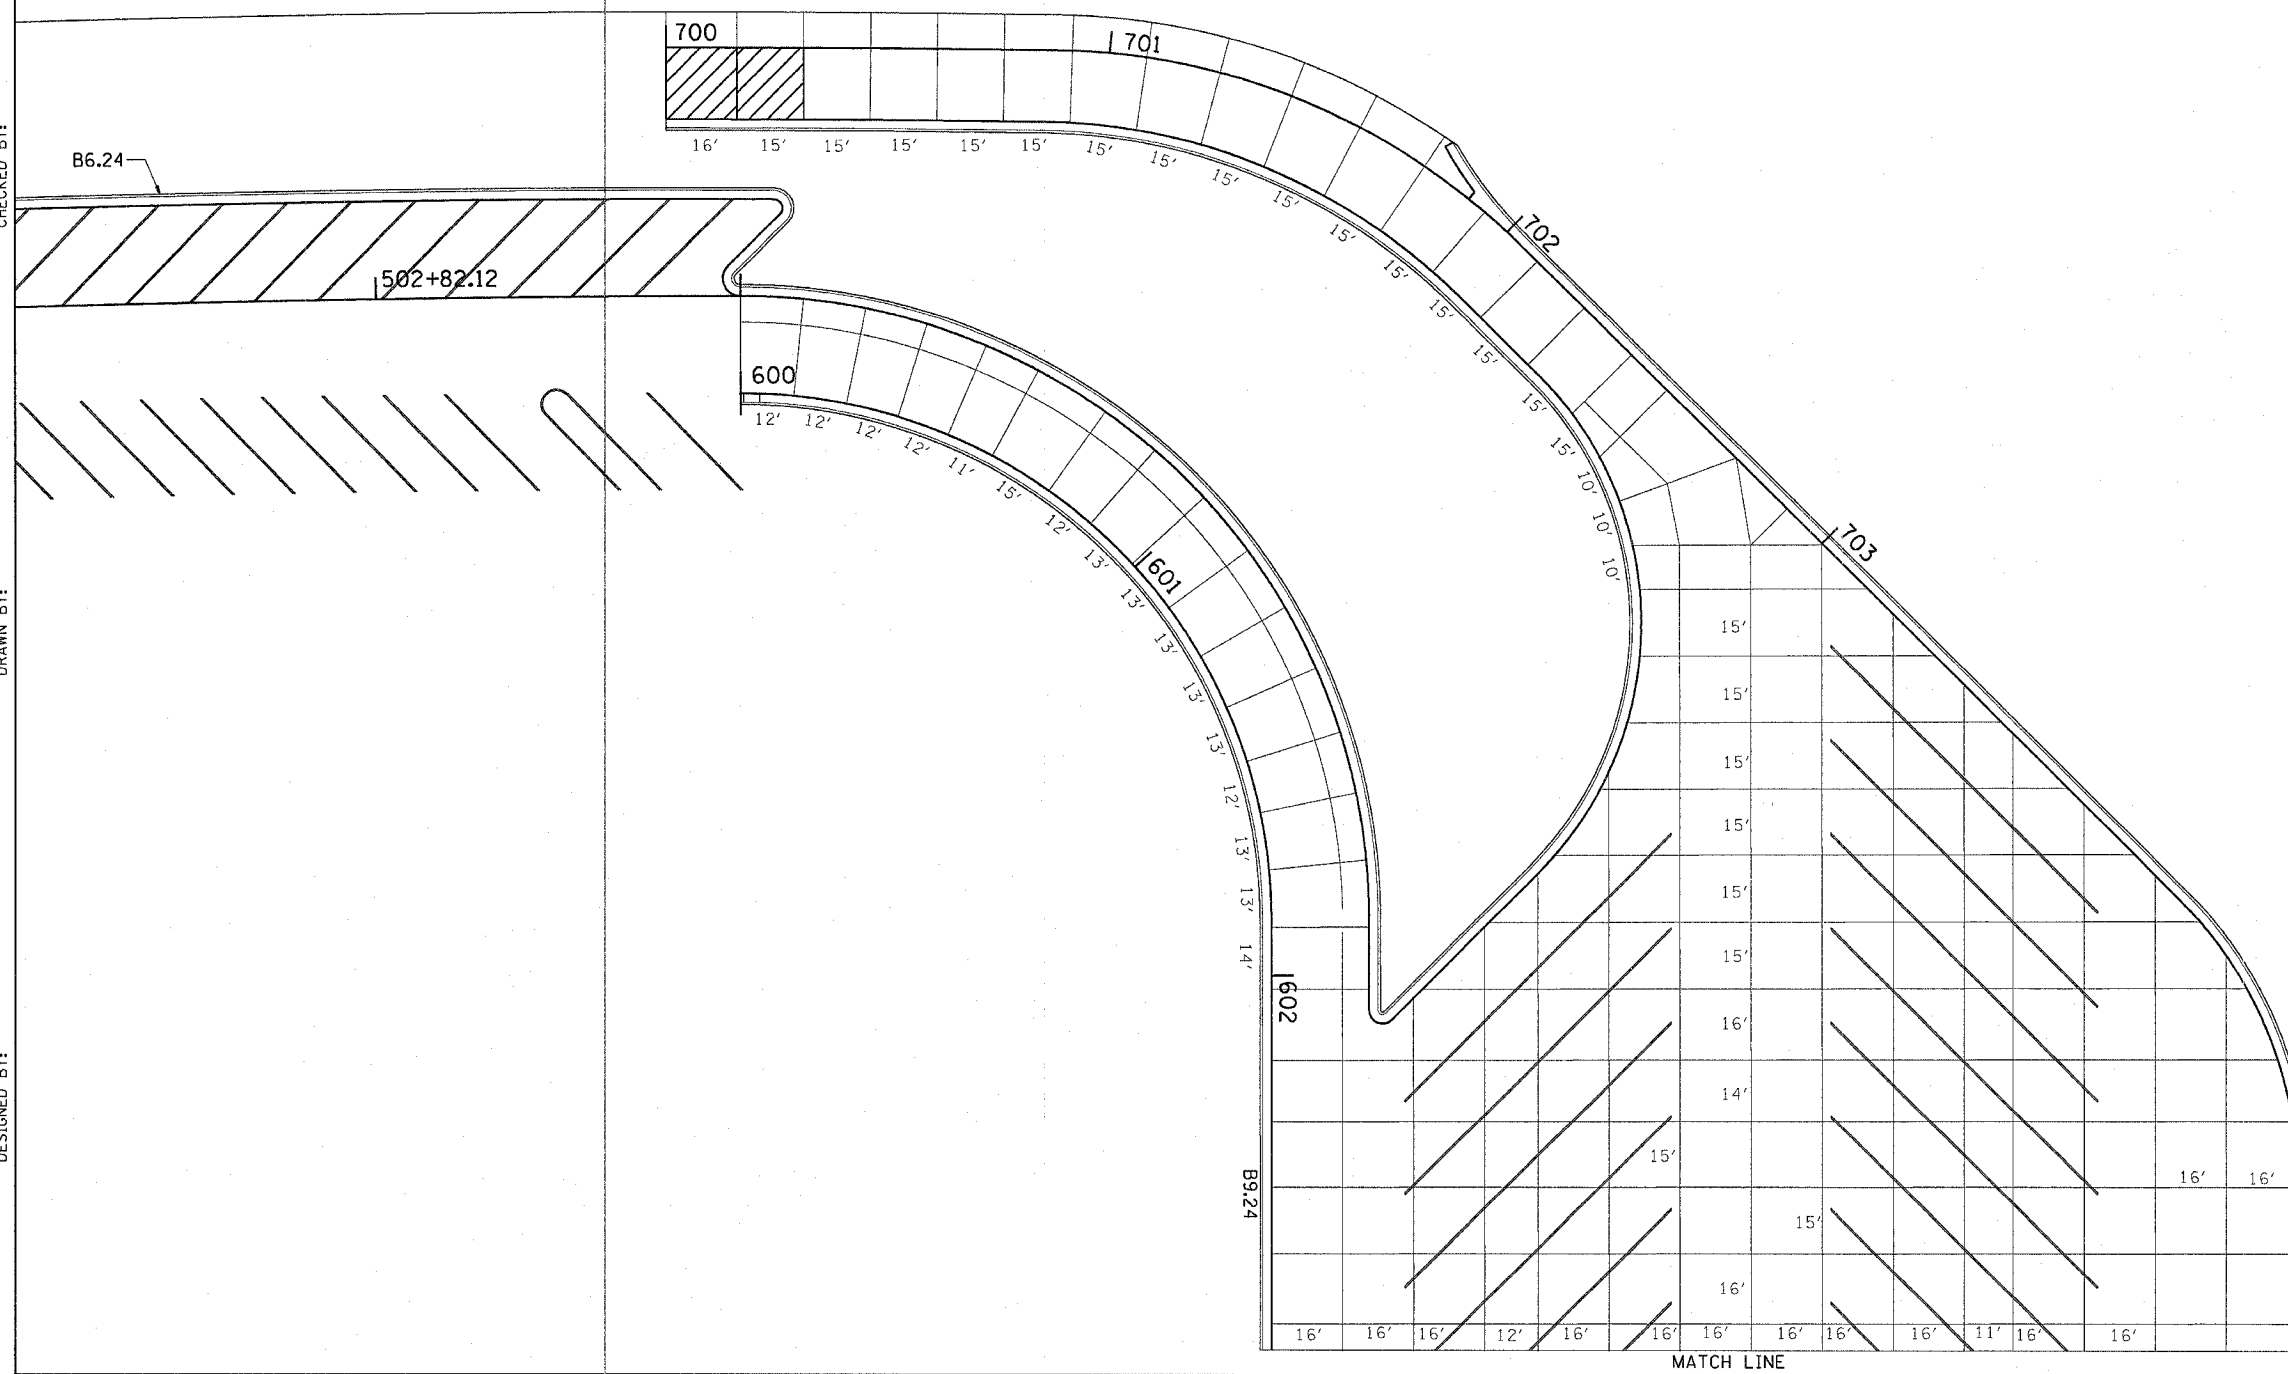 CHECKED BY:
DRAWN BY:
DESIGNED BY:
700
701
702
703
16' 15' 15' 15' 15' 15' 15' 15' 15' 15' 15' 15' 15' 15' 15' 15' 10' 10' 10'
B6.24
502+82.12
600
601
602
12' 12' 12' 12' 11' 15' 12' 13' 13' 13' 13' 13' 12' 13' 13' 14'
B9.24
15'
15'
15'
15'
15'
15'
16'
14'
15'
16' 16'
15'
16'
16' 16' 16' 12' 16' 16' 16' 16' 16' 16' 11' 16' 16'
MATCH LINE